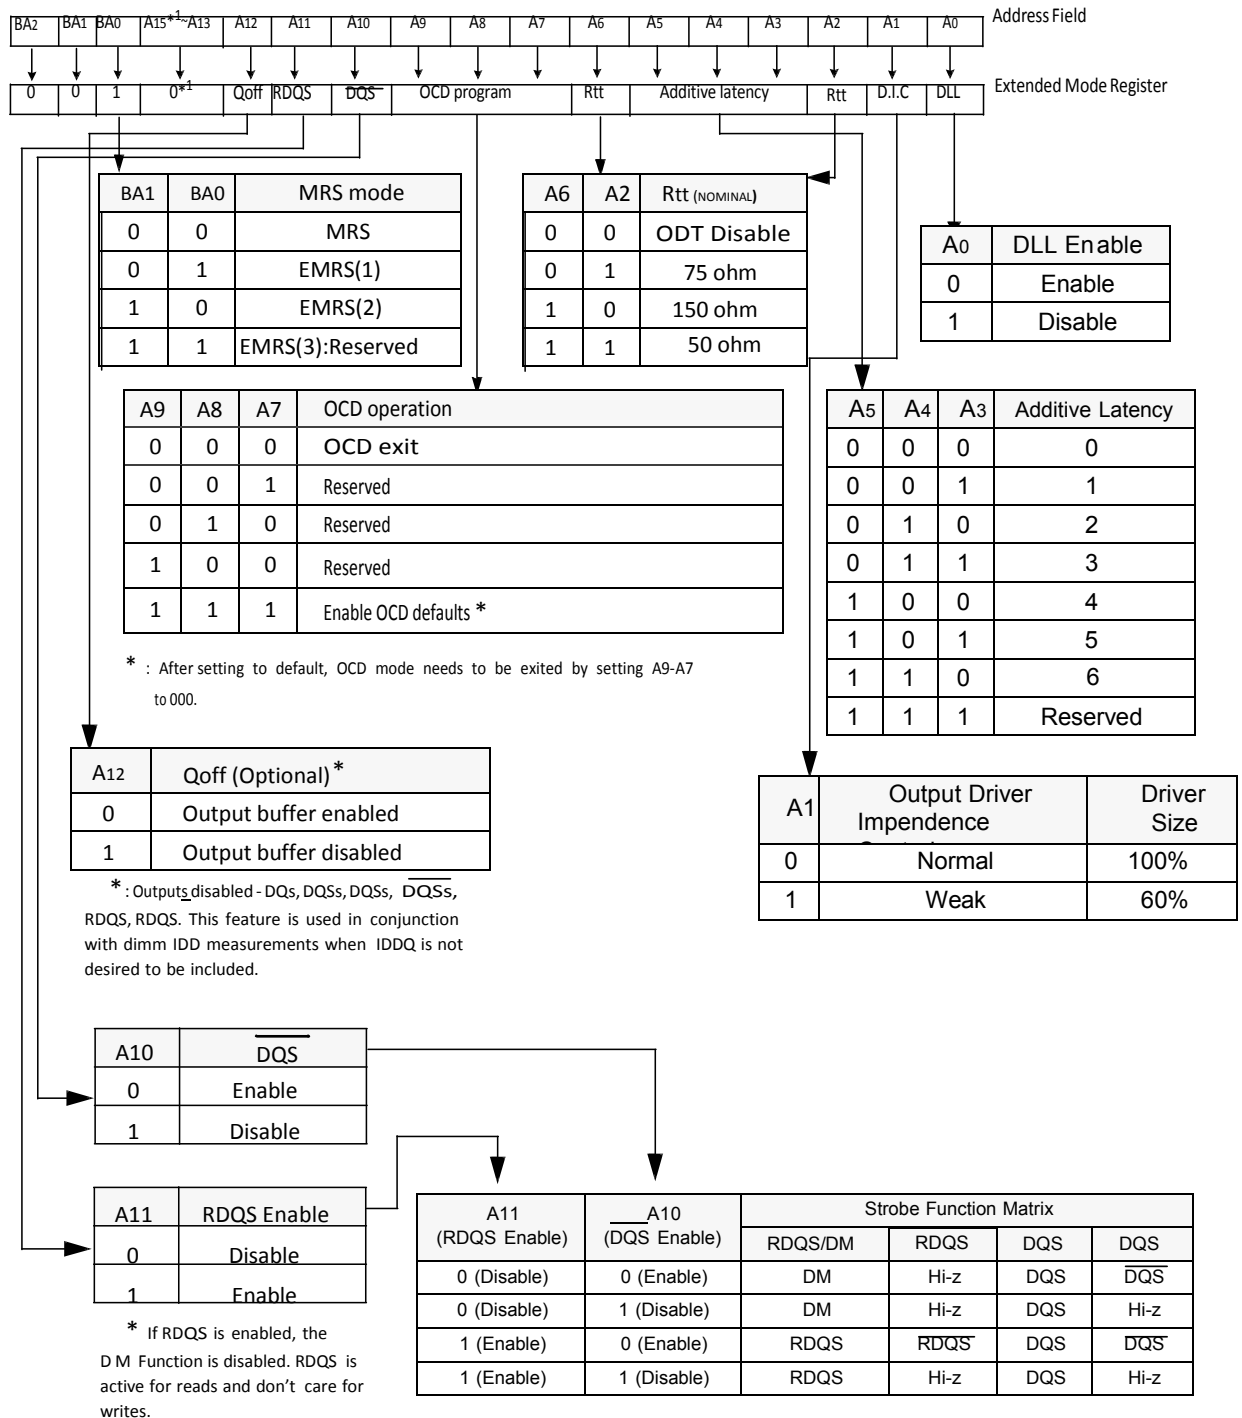 BA2 BA1 BA0 A15*1~A13 A12 A11 A10 A9 A8 A7 A6 A5 A4 A3 A2 A1 A0 Address Field
0 0 1 0*1 Qoff RDQS DQS OCD program Rtt Additive latency Rtt D.I.C DLL Extended Mode Register
BA1 BA0 MRS mode
0 0 MRS
0 1 EMRS(1)
1 0 EMRS(2)
1 1 EMRS(3):Reserved
A6 A2 Rtt (NOMINAL)
0 0 ODT Disable
0 1 75 ohm
1 0 150 ohm
1 1 50 ohm
A0 DLL Enable
0 Enable
1 Disable
A9 A8 A7 OCD operation
0 0 0 OCD exit
0 0 1 Reserved
0 1 0 Reserved
1 0 0 Reserved
1 1 1 Enable OCD defaults *
* : After setting to default, OCD mode needs to be exited by setting A9-A7
to 000.
A5 A4 A3 Additive Latency
0 0 0 0
0 0 1 1
0 1 0 2
0 1 1 3
1 0 0 4
1 0 1 5
1 1 0 6
1 1 1 Reserved
A12 Qoff (Optional)*
0 Output buffer enabled
1 Output buffer disabled
* : Outputs disabled - DQs, DQSs, DQSs, DQSs,
RDQS, RDQS. This feature is used in conjunction
with dimm IDD measurements when IDDQ is not
desired to be included.
A1 Output Driver Impendence Driver Size
0 Normal 100%
1 Weak 60%
A10 DQS
0 Enable
1 Disable
A11 RDQS Enable
0 Disable
1 Enable
* If RDQS is enabled, the
D M Function is disabled. RDQS is
active for reads and don't care for
writes.
A11 (RDQS Enable) A10 (DQS Enable) Strobe Function Matrix
RDQS/DM RDQS DQS DQS
0 (Disable) 0 (Enable) DM Hi-z DQS DQS
0 (Disable) 1 (Disable) DM Hi-z DQS Hi-z
1 (Enable) 0 (Enable) RDQS RDQS DQS DQS
1 (Enable) 1 (Disable) RDQS Hi-z DQS Hi-z